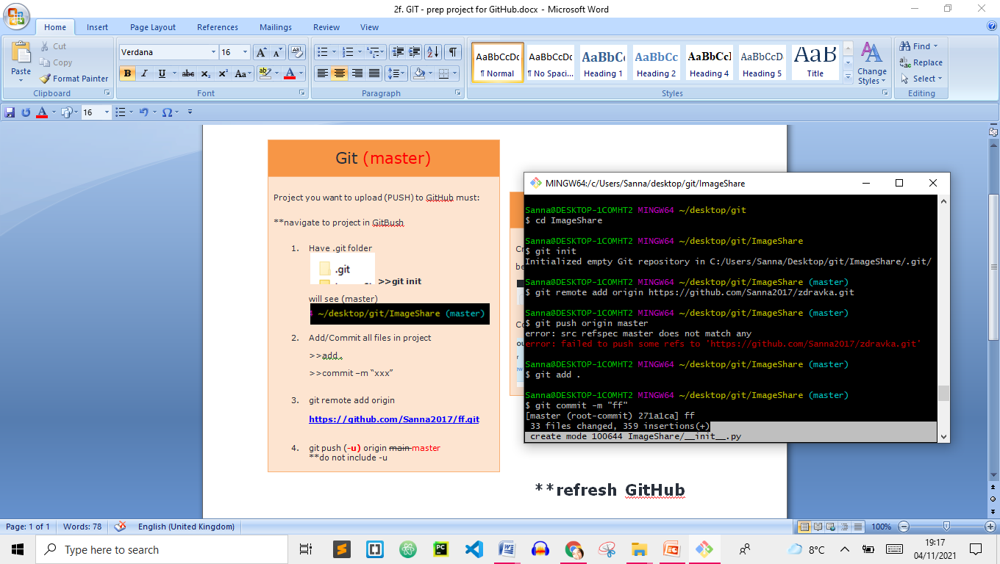 2f. GIT - prep project for GitHub.docx - Microsoft Word
Home Insert Page Layout References Mailings Review View
Paste
Cut
Copy
Format Painter
Clipboard
Verdana 16
Font
Paragraph
AaBbCcDc AaBbCcDc AaBbCc AaBbCc AaBbCcI AaBbCcD AaB
¶ Normal ¶ No Spaci... Heading 1 Heading 2 Heading 4 Heading 5 Title
Change Styles
Styles
Find
Replace
Select
Editing
16
Git (master)
Project you want to upload (PUSH) to GitHub must:
**navigate to project in GitBush
1. Have .git folder
.git
>>git init
will see (master)
~/desktop/git/ImageShare (master)
2. Add/Commit all files in project
>>add .
>>commit –m “xxx”
3. git remote add origin
https://github.com/Sanna2017/ff.git
4. git push (-u) origin main master
**do not include -u
MINGW64:/c/Users/Sanna/desktop/git/ImageShare
Sanna@DESKTOP-1COMHT2 MINGW64 ~/desktop/git
$ cd ImageShare
Sanna@DESKTOP-1COMHT2 MINGW64 ~/desktop/git/ImageShare
$ git init
Initialized empty Git repository in C:/Users/Sanna/Desktop/git/ImageShare/.git/
Sanna@DESKTOP-1COMHT2 MINGW64 ~/desktop/git/ImageShare (master)
$ git remote add origin https://github.com/Sanna2017/zdravka.git
Sanna@DESKTOP-1COMHT2 MINGW64 ~/desktop/git/ImageShare (master)
$ git push origin master
error: src refspec master does not match any
error: failed to push some refs to 'https://github.com/Sanna2017/zdravka.git'
Sanna@DESKTOP-1COMHT2 MINGW64 ~/desktop/git/ImageShare (master)
$ git add .
Sanna@DESKTOP-1COMHT2 MINGW64 ~/desktop/git/ImageShare (master)
$ git commit -m "ff"
[master (root-commit) 271a1ca] ff
33 files changed, 359 insertions(+)
create mode 100644 ImageShare/__init__.py
**refresh GitHub
Page: 1 of 1 Words: 78 English (United Kingdom) 100%
Type here to search
8°C
19:17
04/11/2021